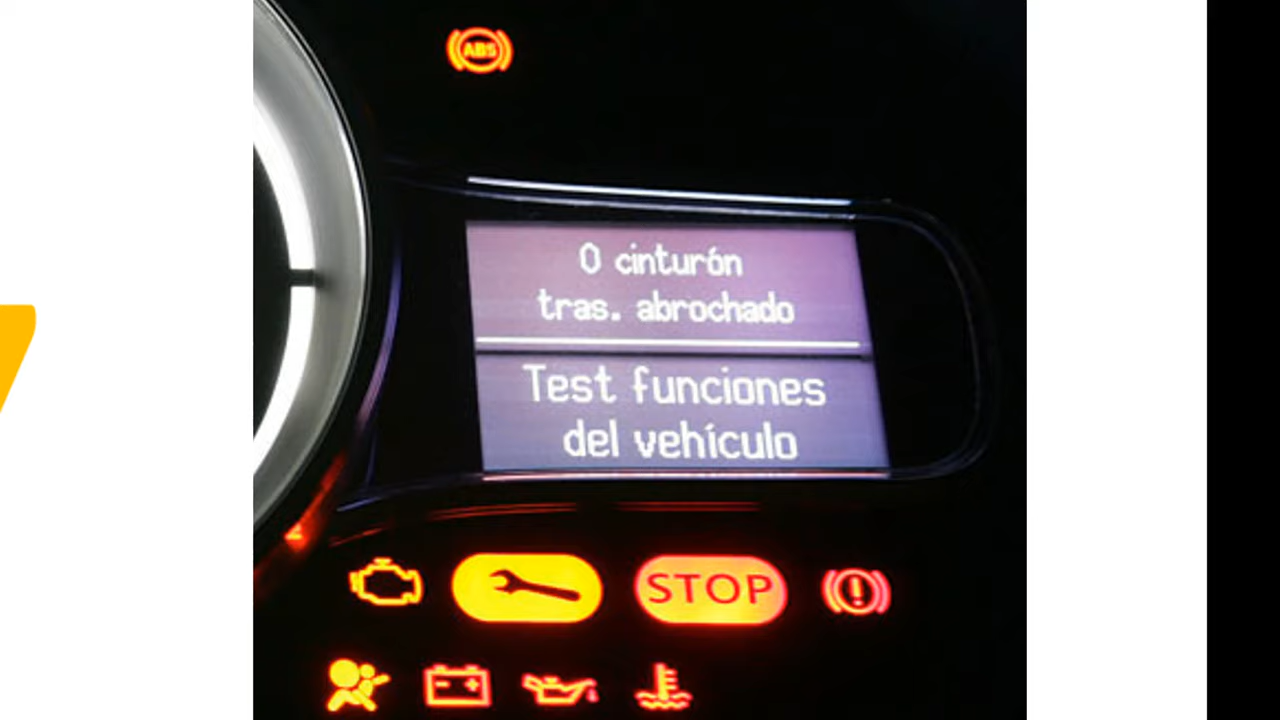 ABS
0 cinturón
tras. abrochado
Test funciones
del vehículo
STOP